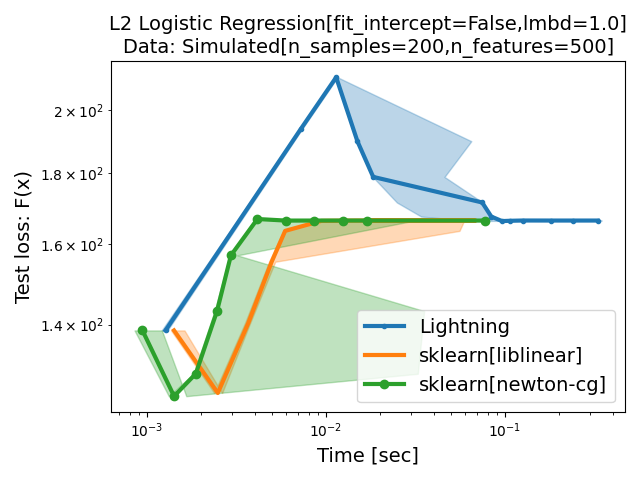 L2 Logistic Regression[fit_intercept=False,lmbd=1.0]
Data: Simulated[n_samples=200,n_features=500]
Test loss: F(x)
2 × 10²
1.8 × 10²
1.6 × 10²
1.4 × 10²
Lightning
sklearn[liblinear]
sklearn[newton-cg]
10⁻³ 10⁻² 10⁻¹
Time [sec]